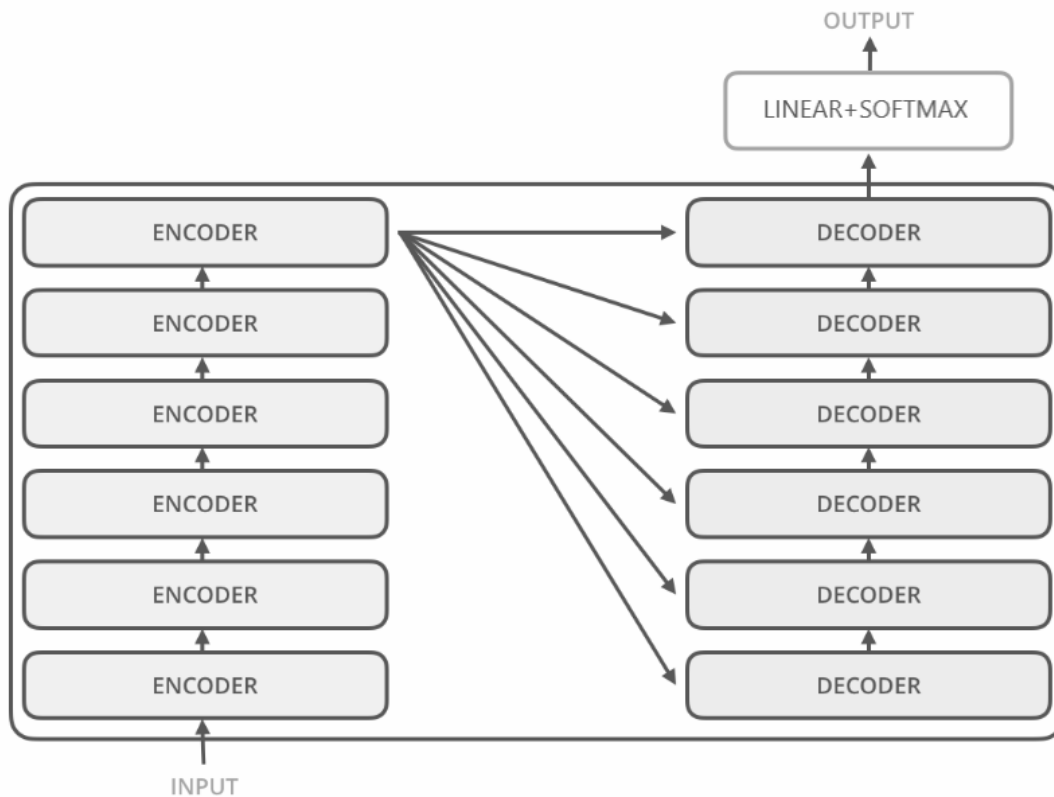 OUTPUT
LINEAR+SOFTMAX
ENCODER
DECODER
ENCODER
DECODER
ENCODER
DECODER
ENCODER
DECODER
ENCODER
DECODER
ENCODER
DECODER
INPUT